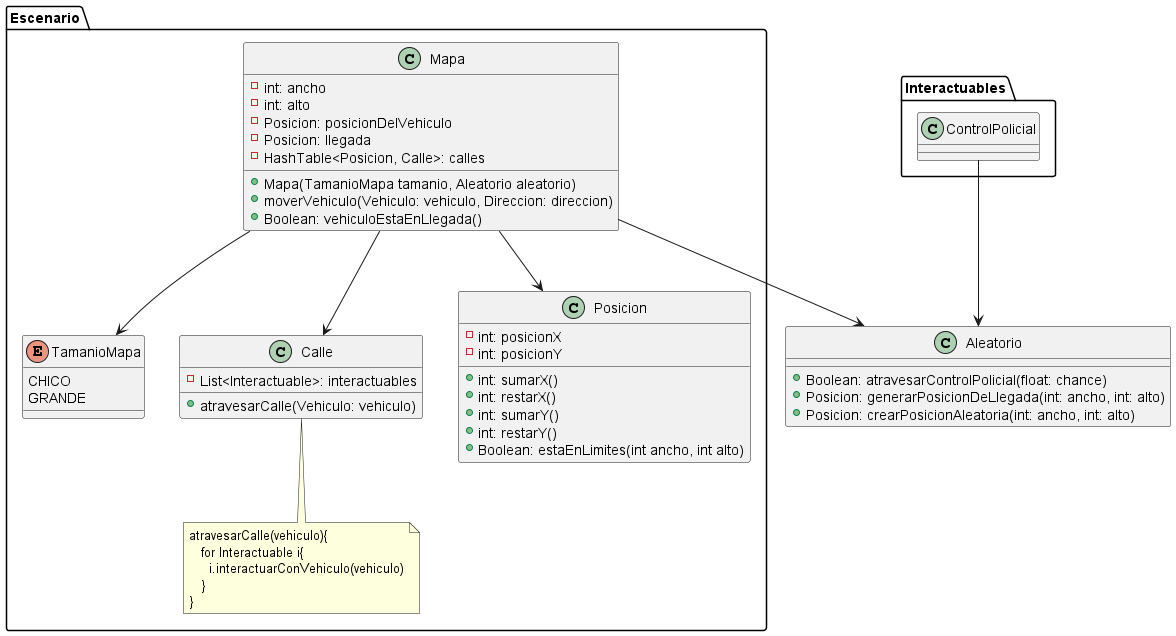 Escenario
C Mapa
int: ancho
int: alto
Posicion: posicionDelVehiculo
Posicion: llegada
HashTable<Posicion, Calle>: calles
Mapa(TamanioMapa tamanio, Aleatorio aleatorio)
moverVehiculo(Vehiculo: vehiculo, Direccion: direccion)
Boolean: vehiculoEstaEnLlegada()
Interactuables
C ControlPolicial
E TamanioMapa
CHICO
GRANDE
C Calle
List<Interactuable>: interactuables
atravesarCalle(Vehiculo: vehiculo)
C Posicion
int: posicionX
int: posicionY
int: sumarX()
int: restarX()
int: sumarY()
int: restarY()
Boolean: estaEnLimites(int ancho, int alto)
C Aleatorio
Boolean: atravesarControlPolicial(float: chance)
Posicion: generarPosicionDeLlegada(int: ancho, int: alto)
Posicion: crearPosicionAleatoria(int: ancho, int: alto)
atravesarCalle(vehiculo){
for Interactuable i{
i.interactuarConVehiculo(vehiculo)
}
}